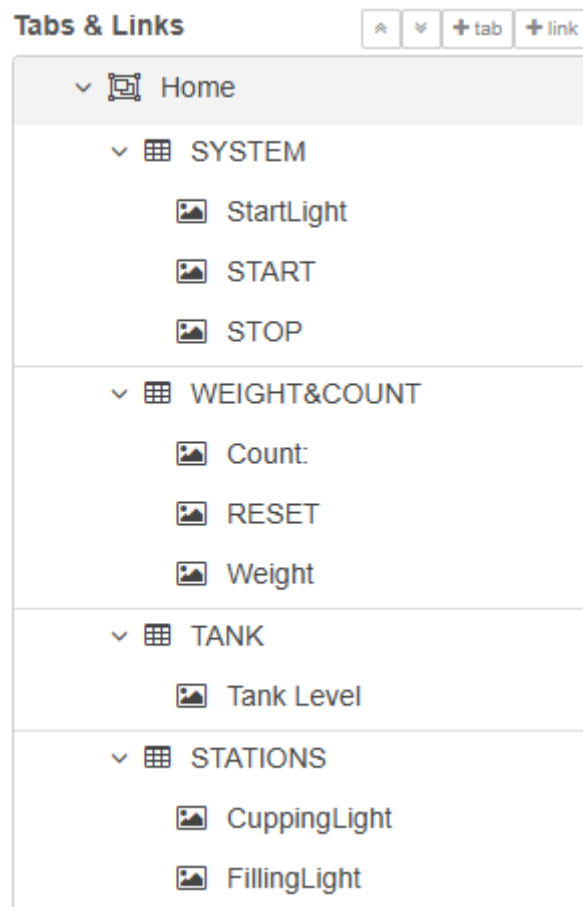 Tabs & Links
+ tab
+ link
Home
SYSTEM
StartLight
START
STOP
WEIGHT&COUNT
Count:
RESET
Weight
TANK
Tank Level
STATIONS
CuppingLight
FillingLight